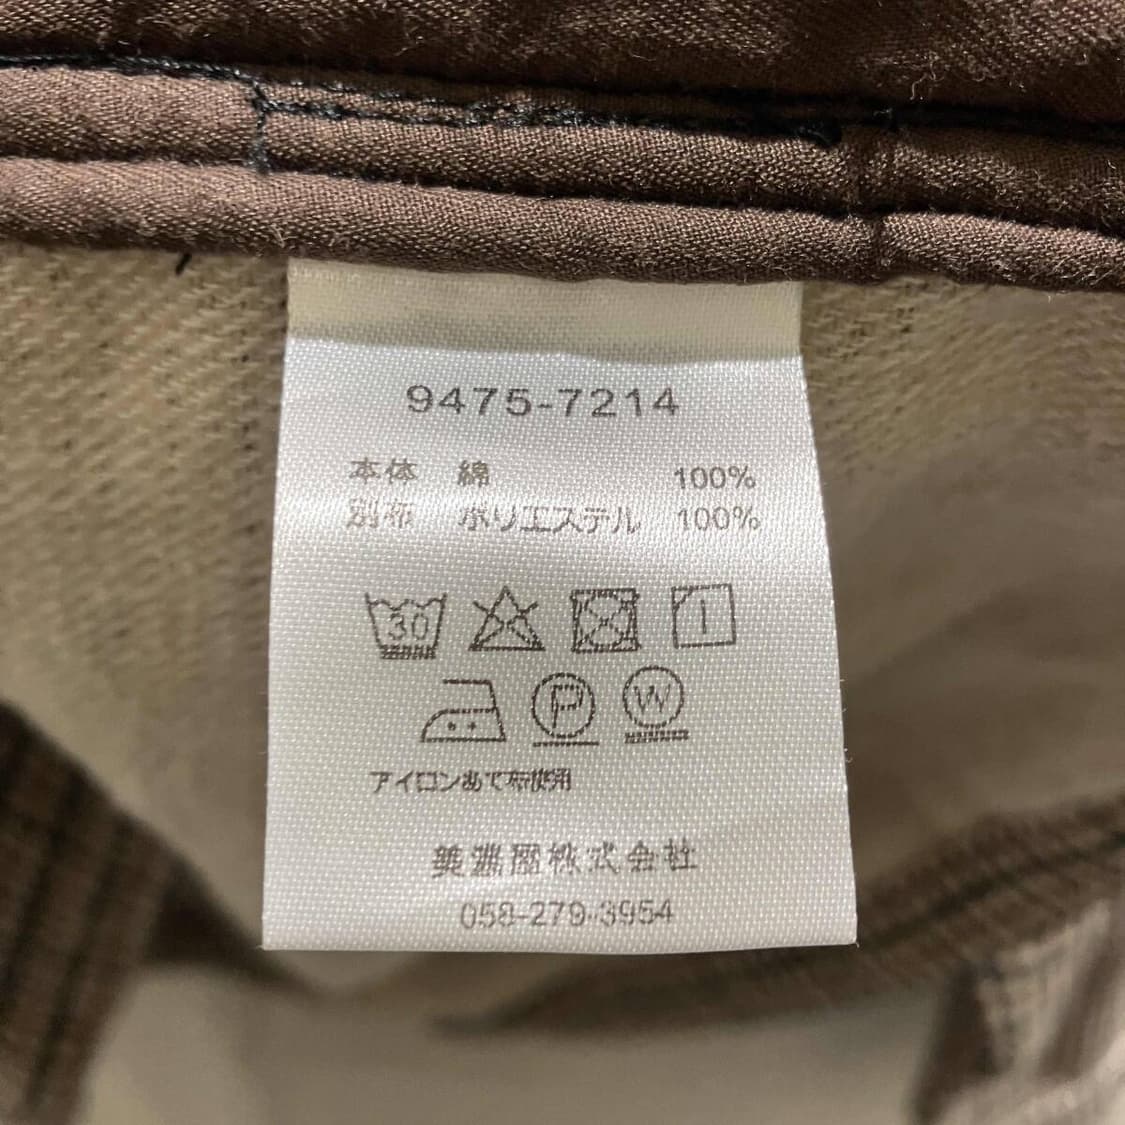 9475-7214
本体 綿 100%
別布 ポリエステル 100%
30
P
W
アイロンあて布使用
美濃屋株式会社
058-279-3954